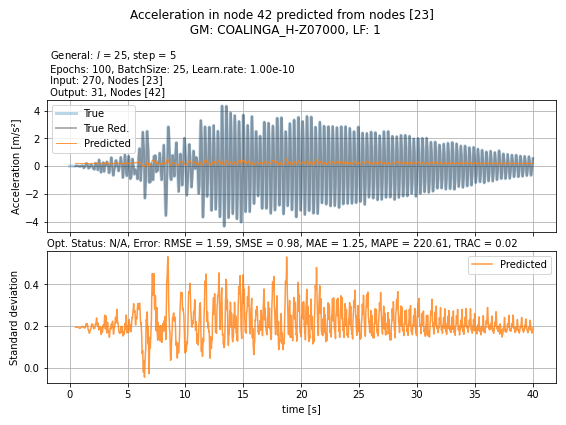 Acceleration in node 42 predicted from nodes [23]
GM: COALINGA_H-Z07000, LF: 1
General: l = 25, step = 5
Epochs: 100, BatchSize: 25, Learn.rate: 1.00e-10
Input: 270, Nodes [23]
Output: 31, Nodes [42]
Acceleration [m/s²]
4
2
0
−2
−4
True
True Red.
Predicted
Opt. Status: N/A, Error: RMSE = 1.59, SMSE = 0.98, MAE = 1.25, MAPE = 220.61, TRAC = 0.02
Standard deviation
0.4
0.2
0.0
Predicted
0 5 10 15 20 25 30 35 40
time [s]